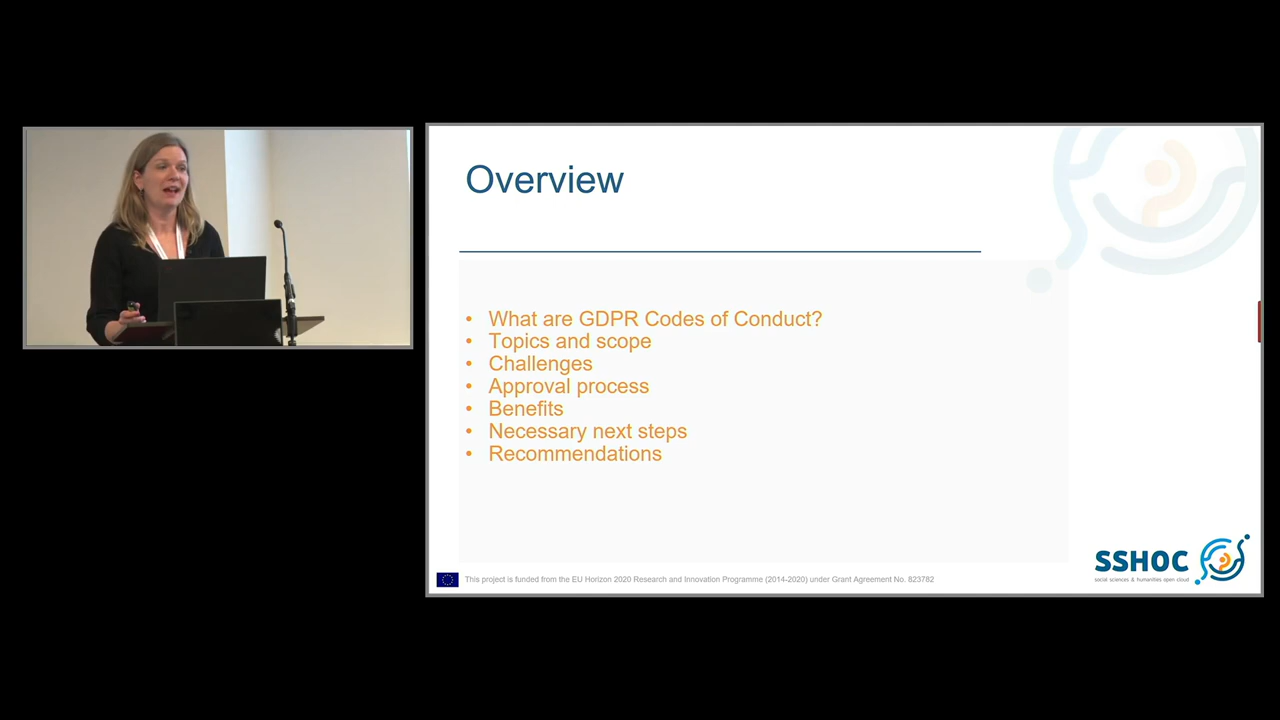 Overview
• What are GDPR Codes of Conduct?
• Topics and scope
• Challenges
• Approval process
• Benefits
• Necessary next steps
• Recommendations
This project is funded from the EU Horizon 2020 Research and Innovation Programme (2014-2020) under Grant Agreement No. 823782
SSHOC
social sciences & humanities open cloud